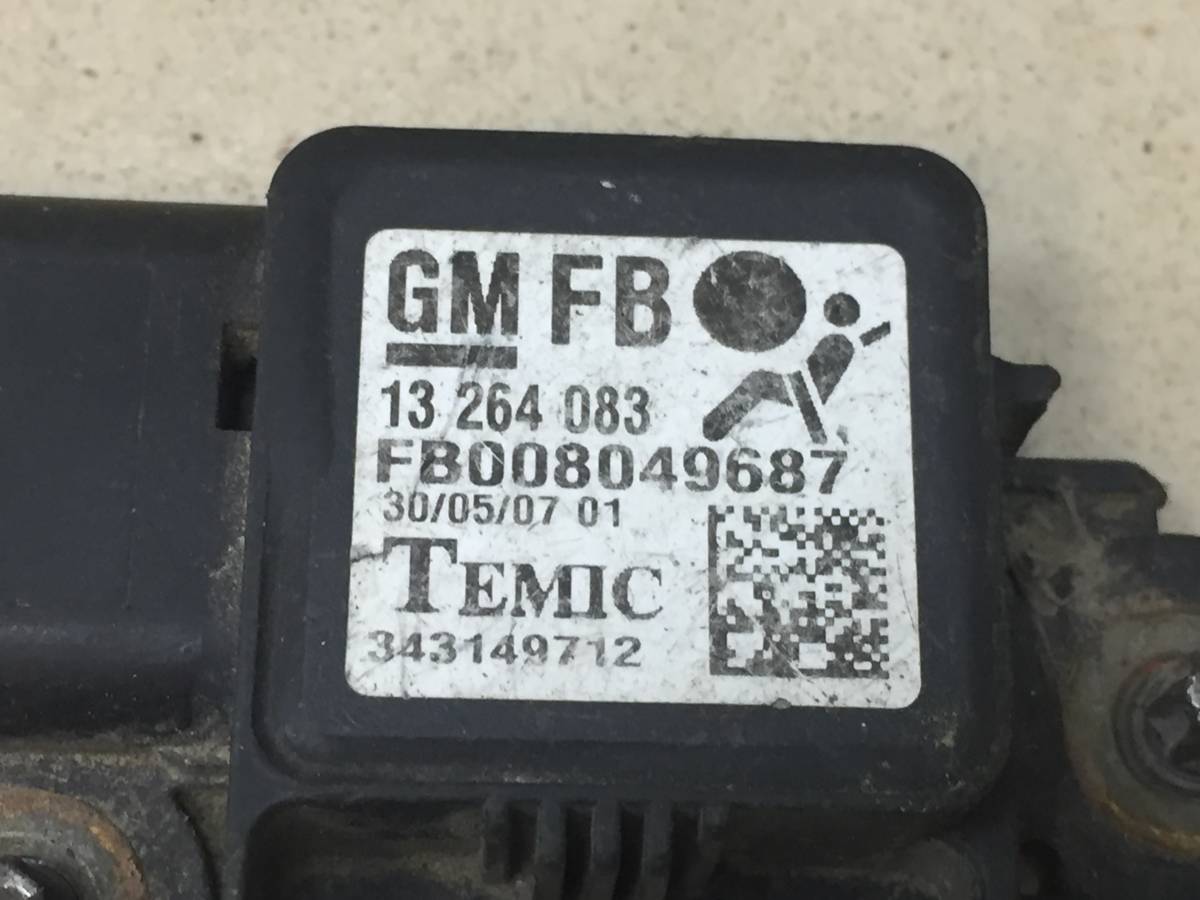 GM FB
13 264 083
FB008049687
30/05/07 01
TEMIC
343149712